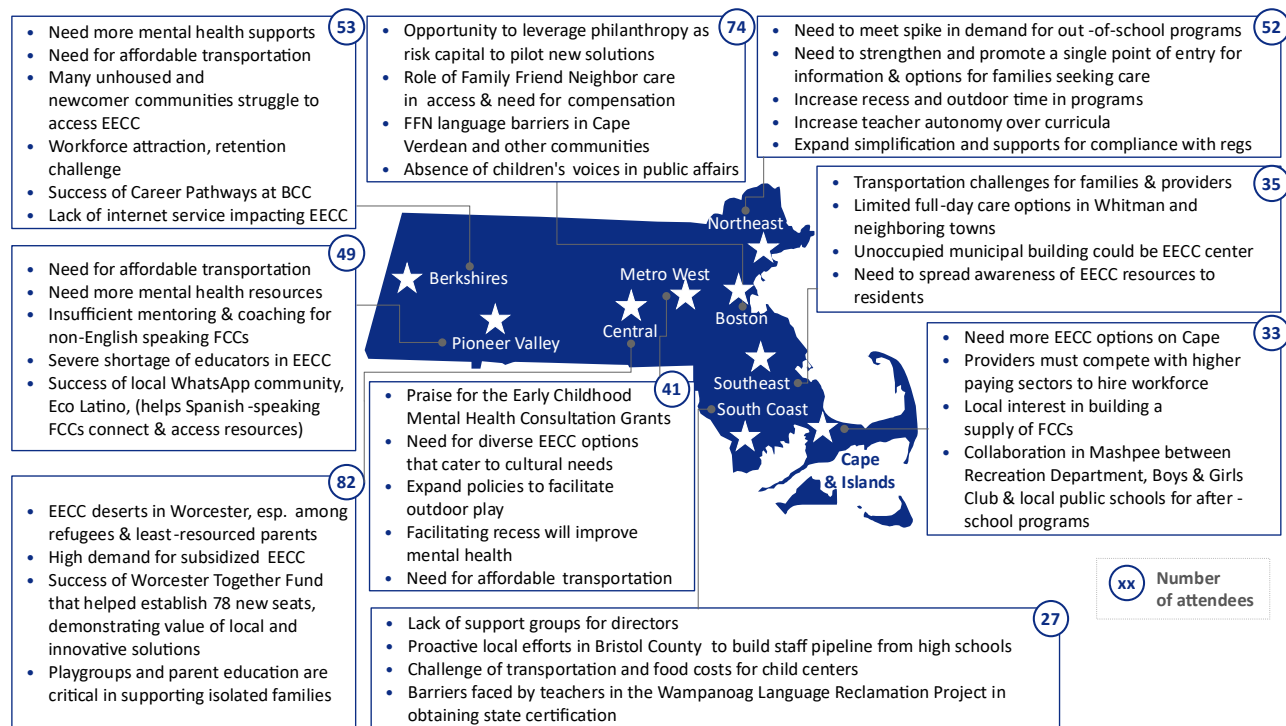 53
• Need more mental health supports
• Need for affordable transportation
• Many unhoused and
newcomer communities struggle to
access EECC
• Workforce attraction, retention
challenge
• Success of Career Pathways at BCC
• Lack of internet service impacting EECC
74
• Opportunity to leverage philanthropy as
risk capital to pilot new solutions
• Role of Family Friend Neighbor care
in access & need for compensation
• FFN language barriers in Cape
Verdean and other communities
• Absence of children's voices in public affairs
52
• Need to meet spike in demand for out -of-school programs
• Need to strengthen and promote a single point of entry for
information & options for families seeking care
• Increase recess and outdoor time in programs
• Increase teacher autonomy over curricula
• Expand simplification and supports for compliance with regs
35
• Transportation challenges for families & providers
• Limited full-day care options in Whitman and
neighboring towns
• Unoccupied municipal building could be EECC center
• Need to spread awareness of EECC resources to
residents
49
• Need for affordable transportation
• Need more mental health resources
• Insufficient mentoring & coaching for
non-English speaking FCCs
• Severe shortage of educators in EECC
• Success of local WhatsApp community,
Eco Latino, (helps Spanish -speaking
FCCs connect & access resources)
Northeast
Berkshires
Metro West
Boston
Central
Pioneer Valley
Southeast
South Coast
Cape
& Islands
33
• Need more EECC options on Cape
• Providers must compete with higher
paying sectors to hire workforce
• Local interest in building a
supply of FCCs
• Collaboration in Mashpee between
Recreation Department, Boys & Girls
Club & local public schools for after -
school programs
41
• Praise for the Early Childhood
Mental Health Consultation Grants
• Need for diverse EECC options
that cater to cultural needs
• Expand policies to facilitate
outdoor play
• Facilitating recess will improve
mental health
• Need for affordable transportation
82
• EECC deserts in Worcester, esp. among
refugees & least-resourced parents
• High demand for subsidized EECC
• Success of Worcester Together Fund
that helped establish 78 new seats,
demonstrating value of local and
innovative solutions
• Playgroups and parent education are
critical in supporting isolated families
27
• Lack of support groups for directors
• Proactive local efforts in Bristol County to build staff pipeline from high schools
• Challenge of transportation and food costs for child centers
• Barriers faced by teachers in the Wampanoag Language Reclamation Project in
obtaining state certification
xx
Number
of attendees